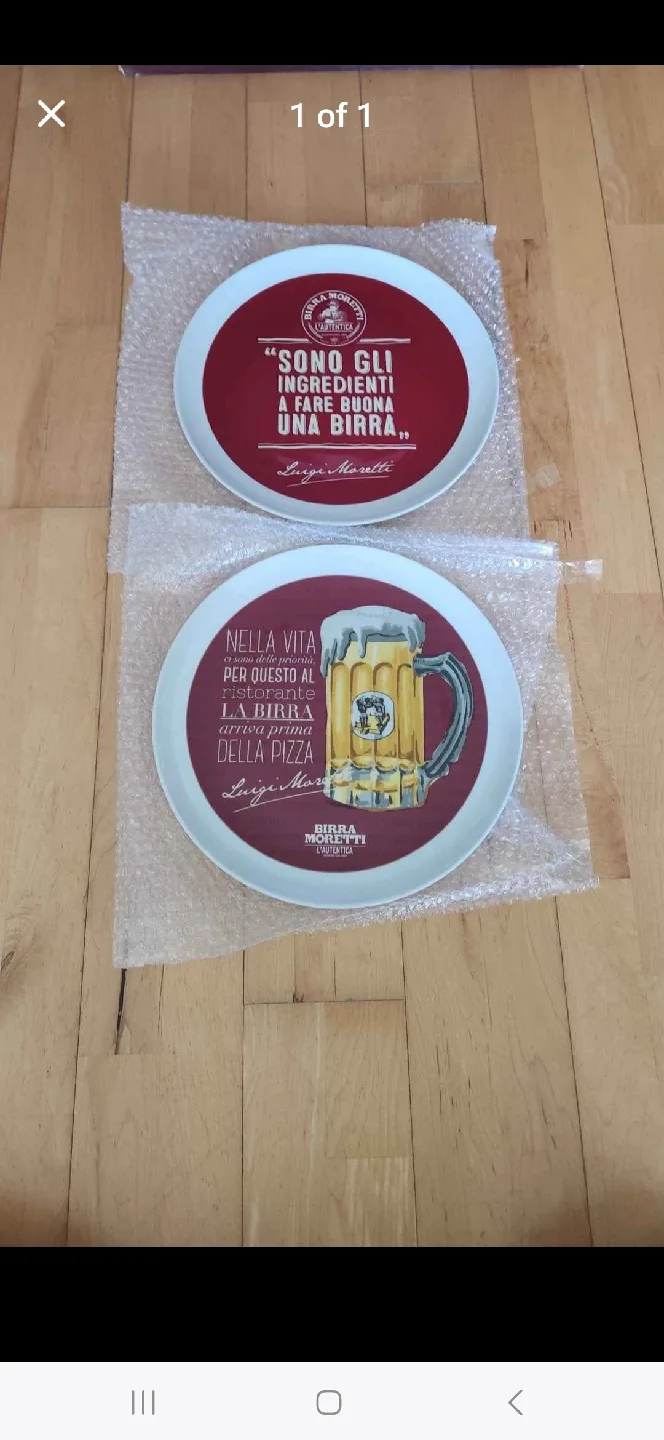 1 of 1
BIRRA MORETTI
L'AUTENTICA
“SONO GLI
INGREDIENTI
A FARE BUONA
UNA BIRRA„
Luigi Moretti
NELLA VITA
ci sono delle priorità,
PER QUESTO AL
ristorante
LA BIRRA
arriva prima
DELLA PIZZA
Luigi More
BIRRA
MORETTI
L'AUTENTICA